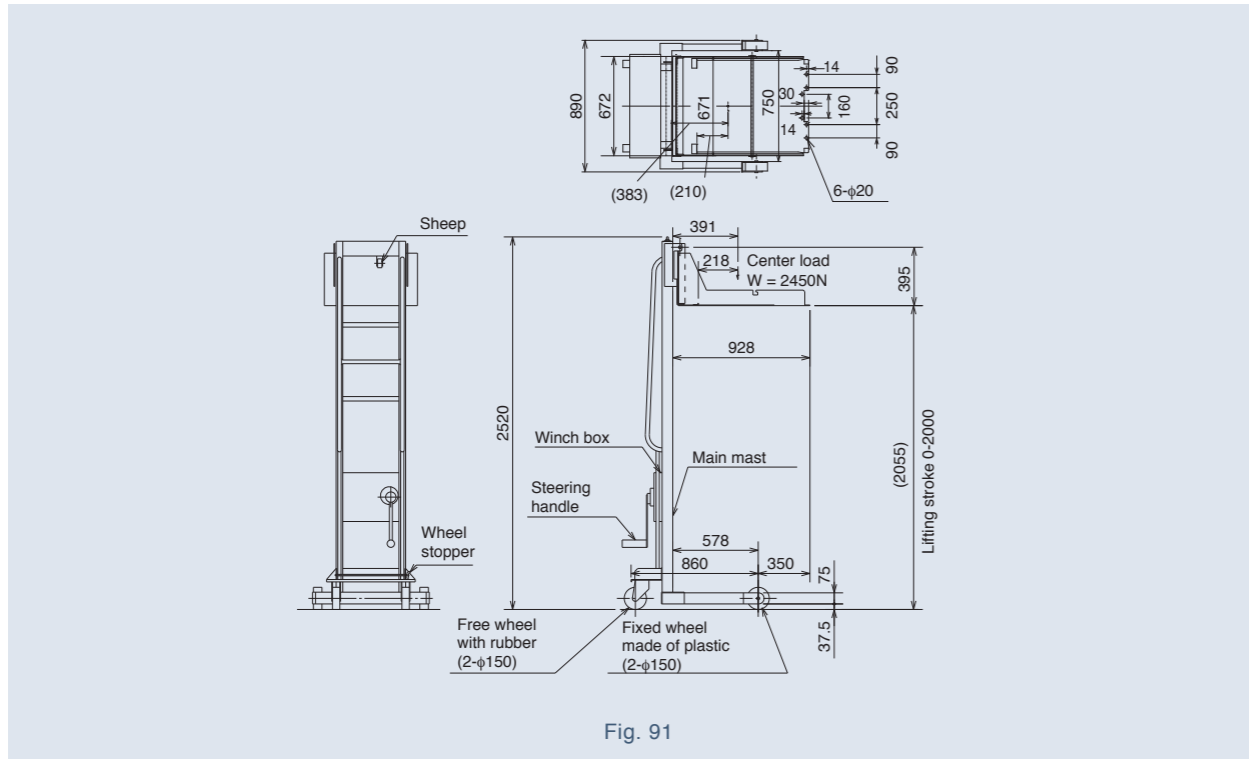 890
672
671
750
14
30
14
160
90
250
90
(383)
(210)
6-ϕ20
Sheep
2520
391
218
Center load
W = 2450N
395
928
Winch box
Main mast
Steering
handle
Wheel
stopper
578
860
350
75
37.5
(2055)
Lifting stroke 0-2000
Free wheel
with rubber
(2-ϕ150)
Fixed wheel
made of plastic
(2-ϕ150)
Fig. 91